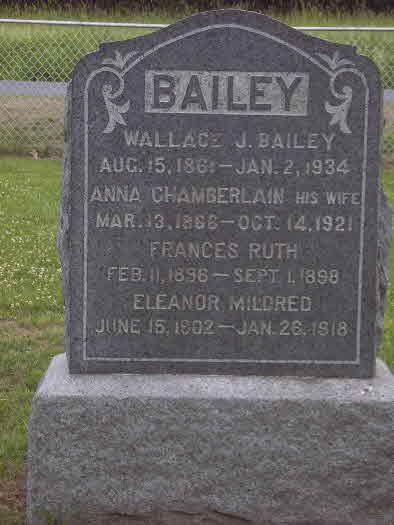 BAILEY
WALLACE J. BAILEY
AUG. 15, 1861 – JAN. 2, 1934
ANNA CHAMBERLAIN HIS WIFE
MAR. 13, 1868 – OCT. 14, 1921
FRANCES RUTH
FEB. 11, 1896 – SEPT. 1, 1898
ELEANOR MILDRED
JUNE 15, 1902 – JAN. 26, 1918